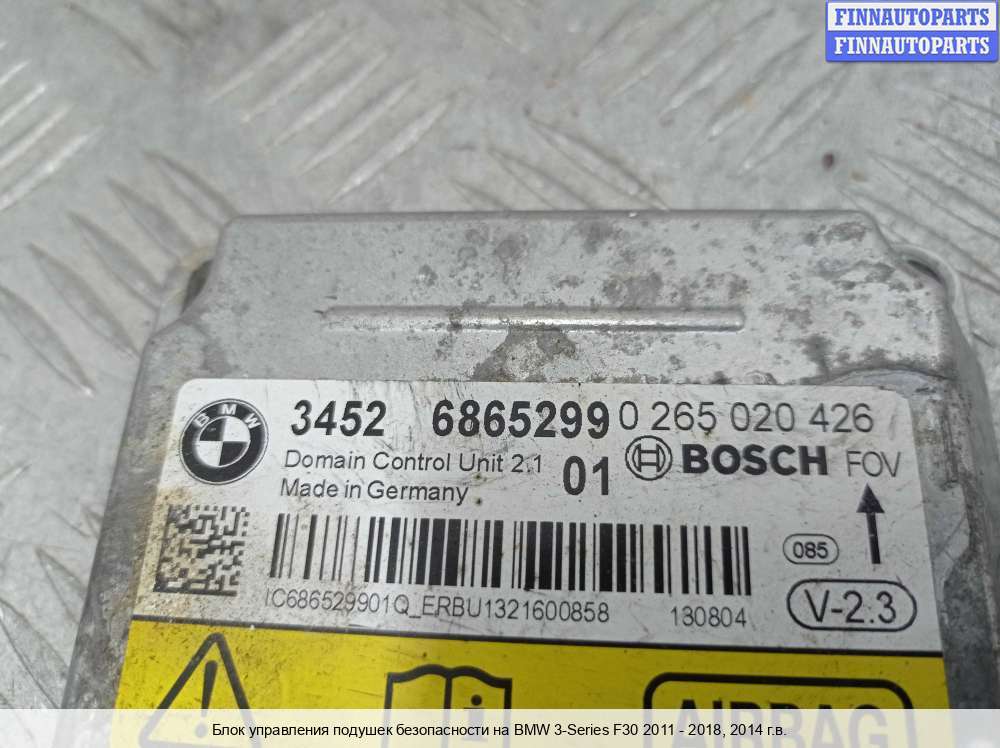 FINNAUTOPARTS
FINNAUTOPARTS
3452 6865299 0 265 020 426
BMW
Domain Control Unit 2.1 01 BOSCH FOV
Made in Germany
085
IC686529901Q_ERBU1321600858 130804
V-2.3
AIRBAG
Блок управления подушек безопасности на BMW 3-Series F30 2011 - 2018, 2014 г.в.